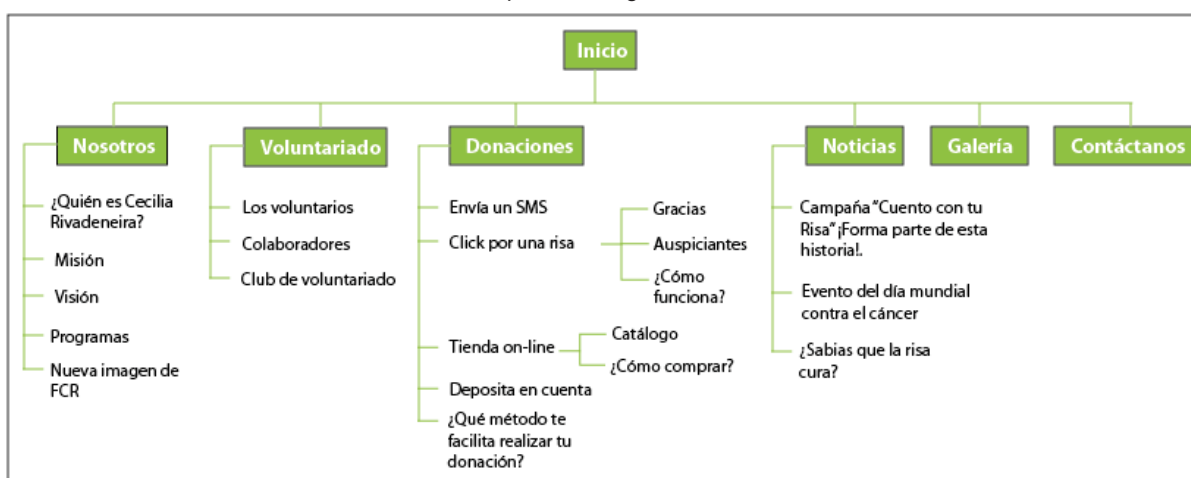 Inicio
Nosotros
¿Quién es Cecilia
Rivadeneira?
Misión
Visión
Programas
Nueva imagen de
FCR
Voluntariado
Los voluntarios
Colaboradores
Club de voluntariado
Donaciones
Envía un SMS
Click por una risa
Gracias
Auspiciantes
¿Cómo
funciona?
Tienda on-line
Catálogo
¿Cómo comprar?
Deposita en cuenta
¿Qué método te
facilita realizar tu
donación?
Noticias
Campaña “Cuento con tu
Risa” ¡Forma parte de esta
historia!.
Evento del día mundial
contra el cáncer
¿Sabias que la risa
cura?
Galería
Contáctanos